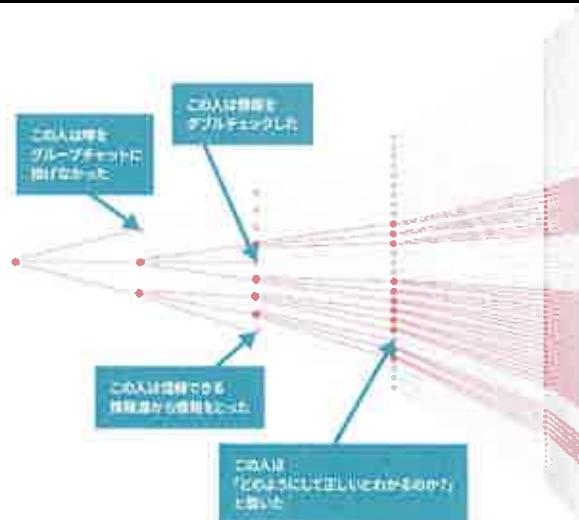 この人は噂を
グループチャットに
投げなかった
この人は情報を
ダブルチェックした
この人は信頼できる
情報源から情報をとった
この人は
「どのようにして正しいとわかるのか?」
と聞いた